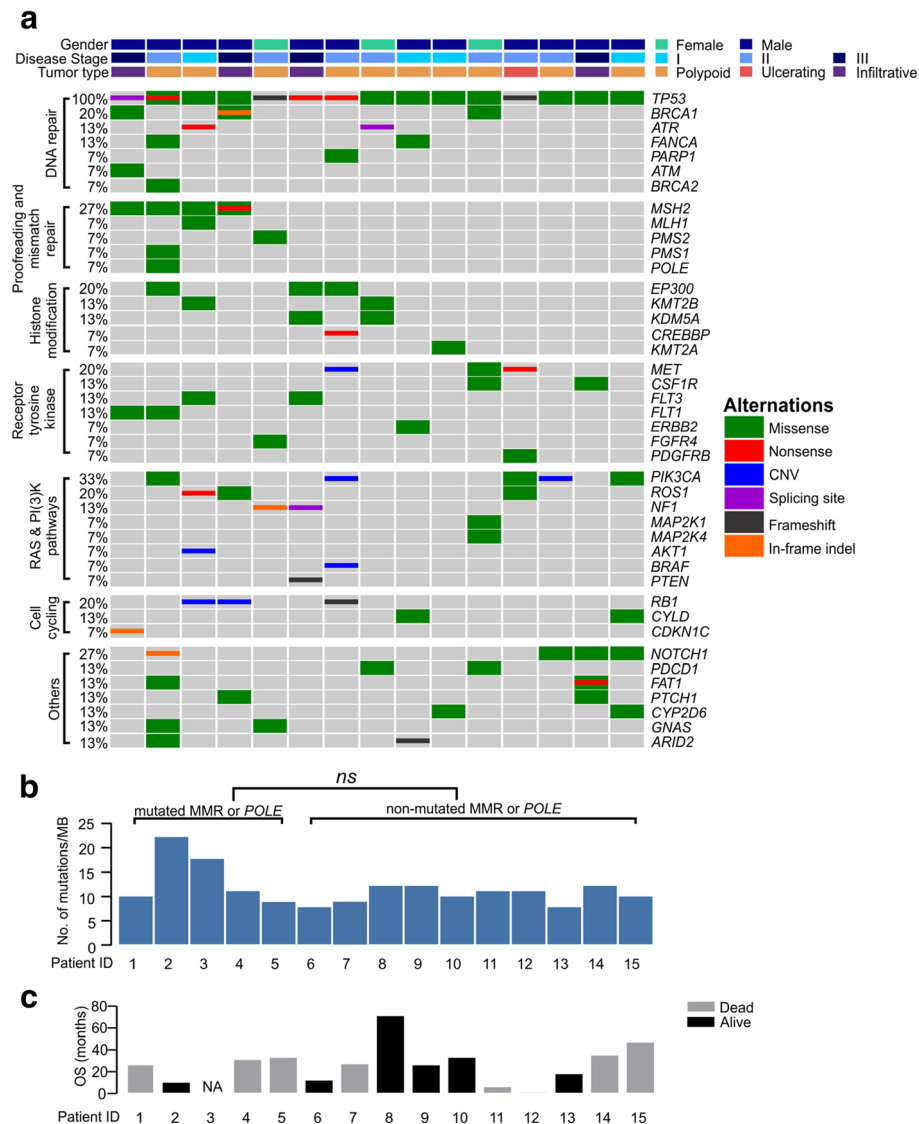 a
Gender
Female Male
Disease Stage
I II III
Tumor type
Polypoid Ulcerating Infiltrative
DNA repair
100% TP53
20% BRCA1
13% ATR
13% FANCA
7% PARP1
7% ATM
7% BRCA2
Proofreading and
mismatch
repair
27% MSH2
7% MLH1
7% PMS2
7% PMS1
7% POLE
Histone
modification
20% EP300
13% KMT2B
13% KDM5A
7% CREBBP
7% KMT2A
Receptor
tyrosine
kinase
20% MET
13% CSF1R
13% FLT3
13% FLT1
7% ERBB2
7% FGFR4
7% PDGFRB
RAS & PI(3)K
pathways
33% PIK3CA
20% ROS1
13% NF1
7% MAP2K1
7% MAP2K4
7% AKT1
7% BRAF
7% PTEN
Cell
cycling
20% RB1
13% CYLD
7% CDKN1C
Others
27% NOTCH1
13% PDCD1
13% FAT1
13% PTCH1
13% CYP2D6
13% GNAS
13% ARID2
Alternations
Missense
Nonsense
CNV
Splicing site
Frameshift
In-frame indel
b
ns
mutated MMR or POLE non-mutated MMR or POLE
No. of mutations/MB
25
20
15
10
5
0
Patient ID 1 2 3 4 5 6 7 8 9 10 11 12 13 14 15
c
OS (months)
80
60
40
20
0
NA
Dead
Alive
Patient ID 1 2 3 4 5 6 7 8 9 10 11 12 13 14 15